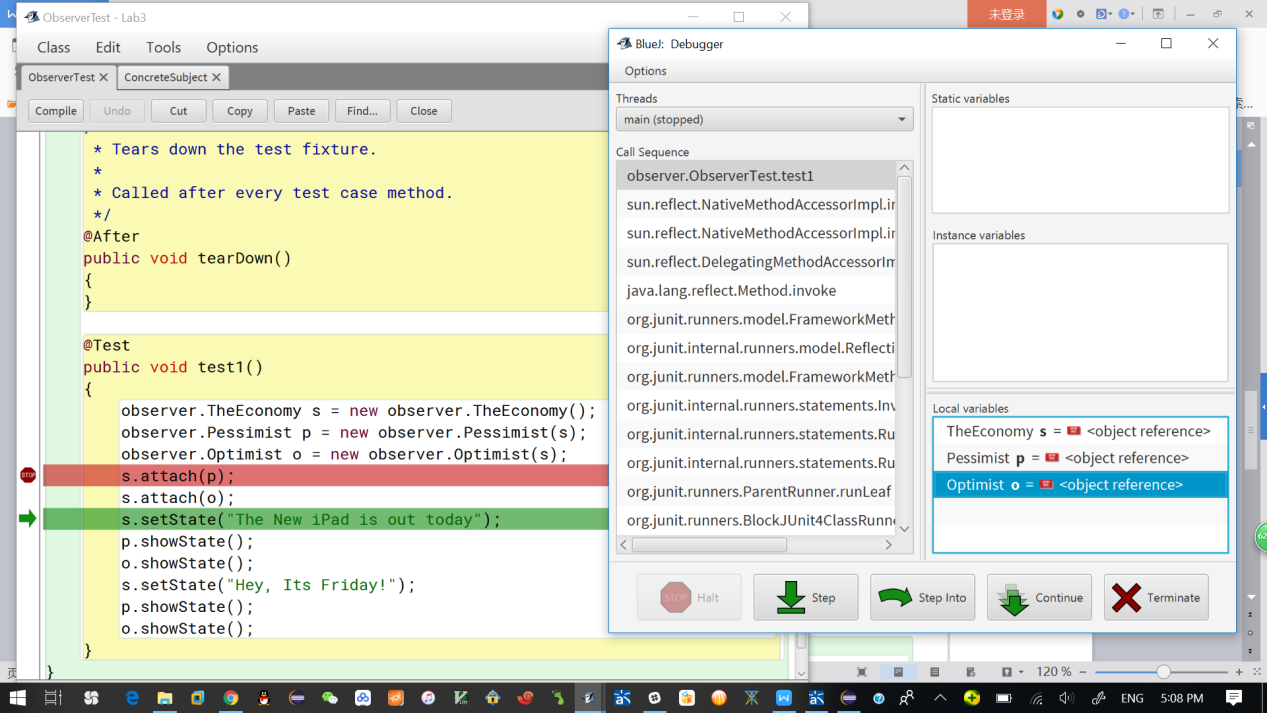 ObserverTest - Lab3
未登录
Class Edit Tools Options
ObserverTest ConcreteSubject
Compile Undo Cut Copy Paste Find... Close
* Tears down the test fixture.
*
* Called after every test case method.
*/
@After
public void tearDown()
{
}
@Test
public void test1()
{
observer.TheEconomy s = new observer.TheEconomy();
observer.Pessimist p = new observer.Pessimist(s);
observer.Optimist o = new observer.Optimist(s);
STOP s.attach(p);
s.attach(o);
s.setState("The New iPad is out today");
p.showState();
o.showState();
s.setState("Hey, Its Friday!");
p.showState();
o.showState();
}
}
BlueJ: Debugger
Options
Threads
main (stopped)
Call Sequence
observer.ObserverTest.test1
sun.reflect.NativeMethodAccessorImpl.in
sun.reflect.NativeMethodAccessorImpl.in
sun.reflect.DelegatingMethodAccessorIm
java.lang.reflect.Method.invoke
org.junit.runners.model.FrameworkMeth
org.junit.internal.runners.model.Reflecti
org.junit.runners.model.FrameworkMeth
org.junit.internal.runners.statements.Inv
org.junit.internal.runners.statements.Ru
org.junit.internal.runners.statements.Ru
org.junit.runners.ParentRunner.runLeaf
org.junit.runners.BlockJUnit4ClassRunne
Static variables
Instance variables
Local variables
TheEconomy s = <object reference>
Pessimist p = <object reference>
Optimist o = <object reference>
STOP Halt Step Step Into Continue Terminate
索...
62
页
120 %
ENG 5:08 PM